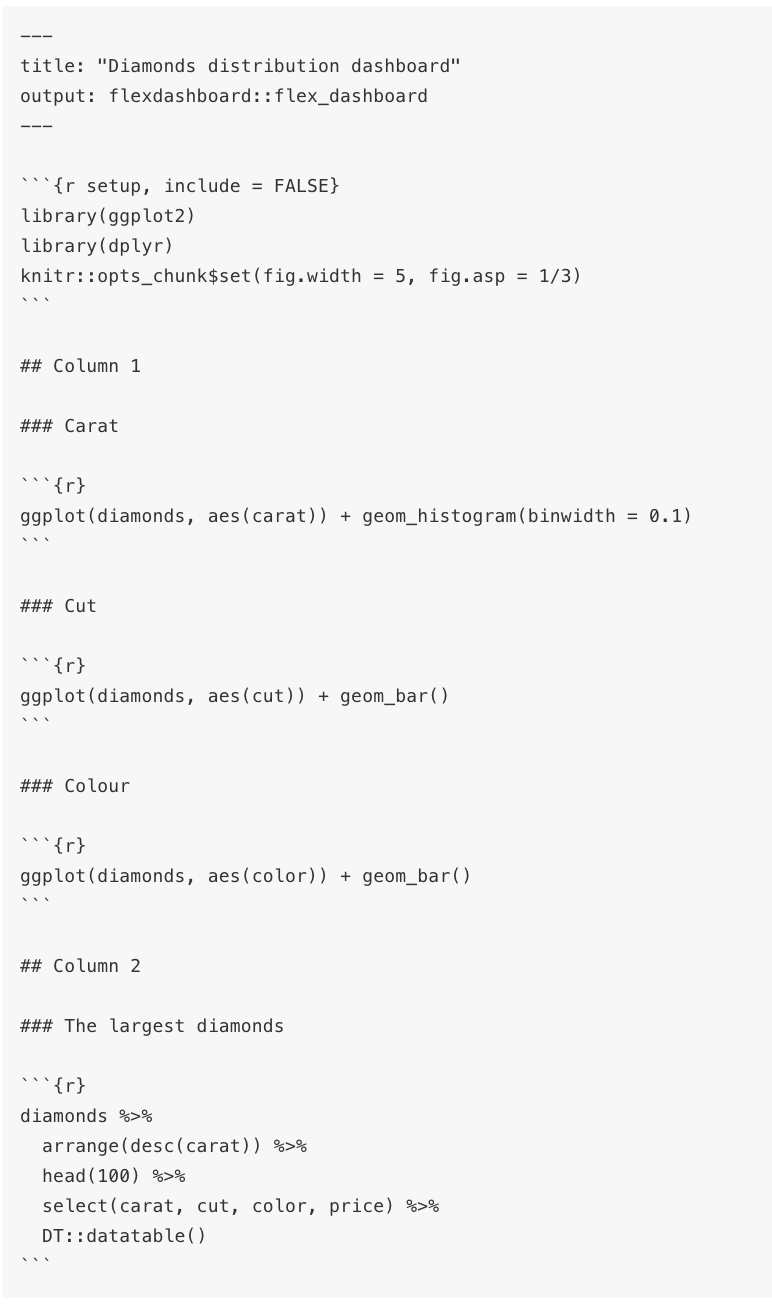 ---
title: "Diamonds distribution dashboard"
output: flexdashboard::flex_dashboard
---

```{r setup, include = FALSE}
library(ggplot2)
library(dplyr)
knitr::opts_chunk$set(fig.width = 5, fig.asp = 1/3)
```

## Column 1

### Carat

```{r}
ggplot(diamonds, aes(carat)) + geom_histogram(binwidth = 0.1)
```

### Cut

```{r}
ggplot(diamonds, aes(cut)) + geom_bar()
```

### Colour

```{r}
ggplot(diamonds, aes(color)) + geom_bar()
```

## Column 2

### The largest diamonds

```{r}
diamonds %>%
  arrange(desc(carat)) %>%
  head(100) %>%
  select(carat, cut, color, price) %>%
  DT::datatable()
```